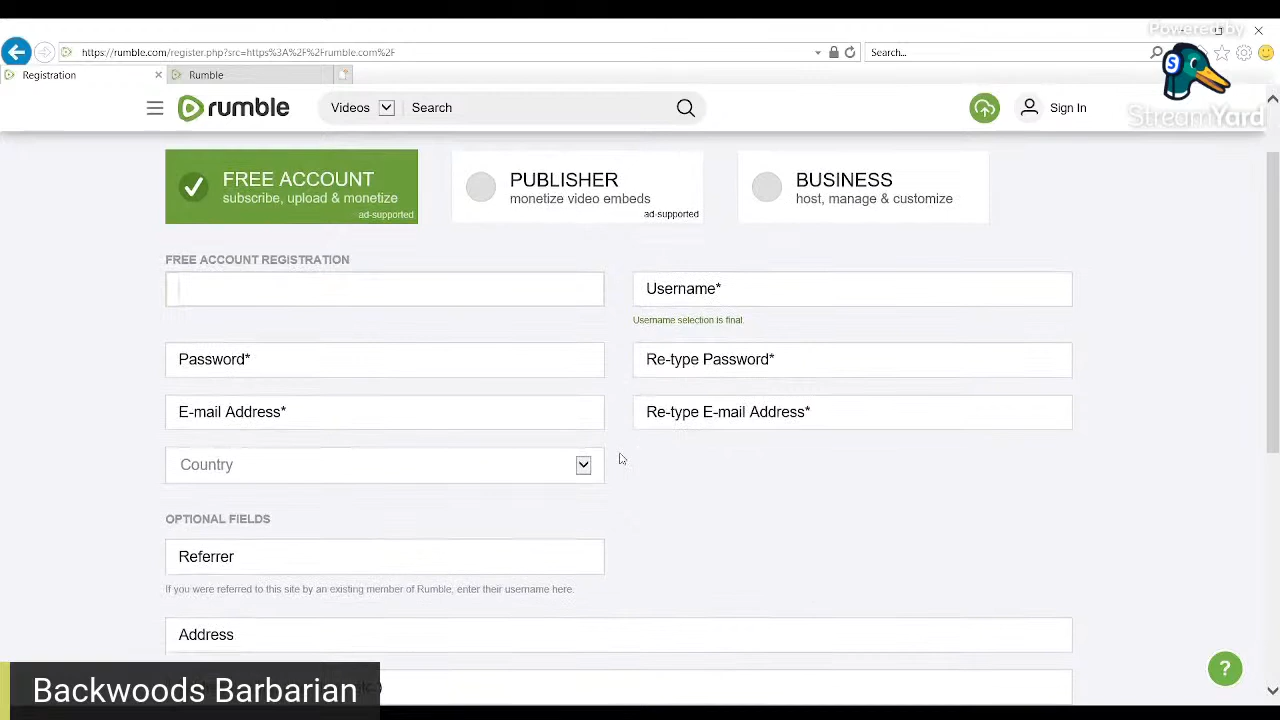 Powered by
https://rumble.com/register.php?src=https%3A%2F%2Frumble.com%2F
Search...
Registration
Rumble
S
StreamYard
rumble
Videos
Search
Sign In
FREE ACCOUNT
subscribe, upload & monetize
ad-supported
PUBLISHER
monetize video embeds
ad-supported
BUSINESS
host, manage & customize
FREE ACCOUNT REGISTRATION
Username*
Username selection is final.
Password*
Re-type Password*
E-mail Address*
Re-type E-mail Address*
Country
OPTIONAL FIELDS
Referrer
If you were referred to this site by an existing member of Rumble, enter their username here.
Address
Backwoods Barbarian
?